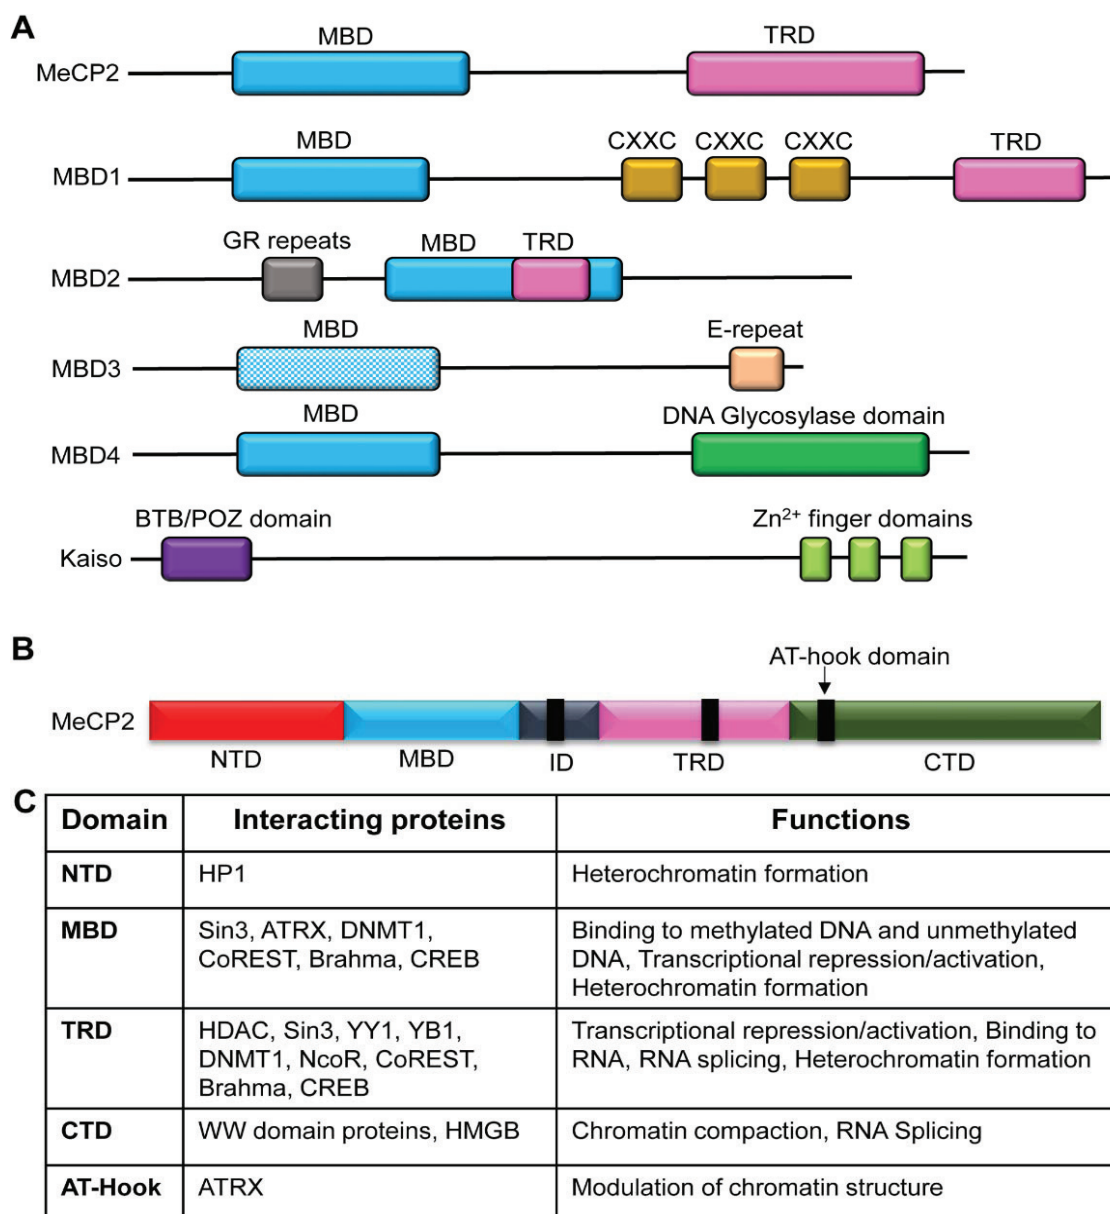 A
MBD TRD
MeCP2
MBD CXXC CXXC CXXC TRD
MBD1
GR repeats MBD TRD
MBD2
MBD E-repeat
MBD3
MBD DNA Glycosylase domain
MBD4
BTB/POZ domain Zn2+ finger domains
Kaiso
B
AT-hook domain
MeCP2
NTD MBD ID TRD CTD
C
Domain Interacting proteins Functions
NTD HP1 Heterochromatin formation
MBD Sin3, ATRX, DNMT1, Binding to methylated DNA and unmethylated
CoREST, Brahma, CREB DNA, Transcriptional repression/activation,
Heterochromatin formation
TRD HDAC, Sin3, YY1, YB1, Transcriptional repression/activation, Binding to
DNMT1, NcoR, CoREST, RNA, RNA splicing, Heterochromatin formation
Brahma, CREB
CTD WW domain proteins, HMGB Chromatin compaction, RNA Splicing
AT-Hook ATRX Modulation of chromatin structure